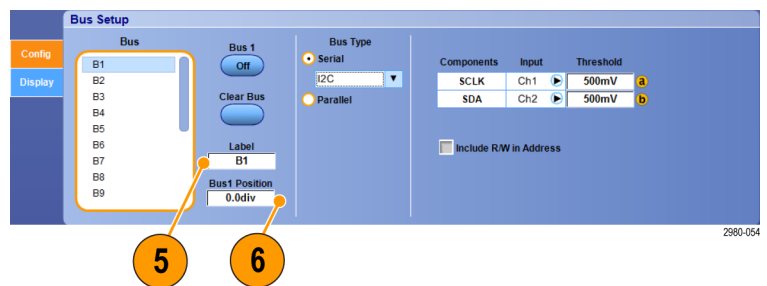 Bus Setup
Config
Display
Bus
B1
B2
B3
B4
B5
B6
B7
B8
B9
Bus 1
Off
Clear Bus
Label
B1
Bus1 Position
0.0div
Bus Type
Serial
I2C
Parallel
Components Input Threshold
SCLK Ch1 500mV a
SDA Ch2 500mV b
Include R/W in Address
2980-054
5 6